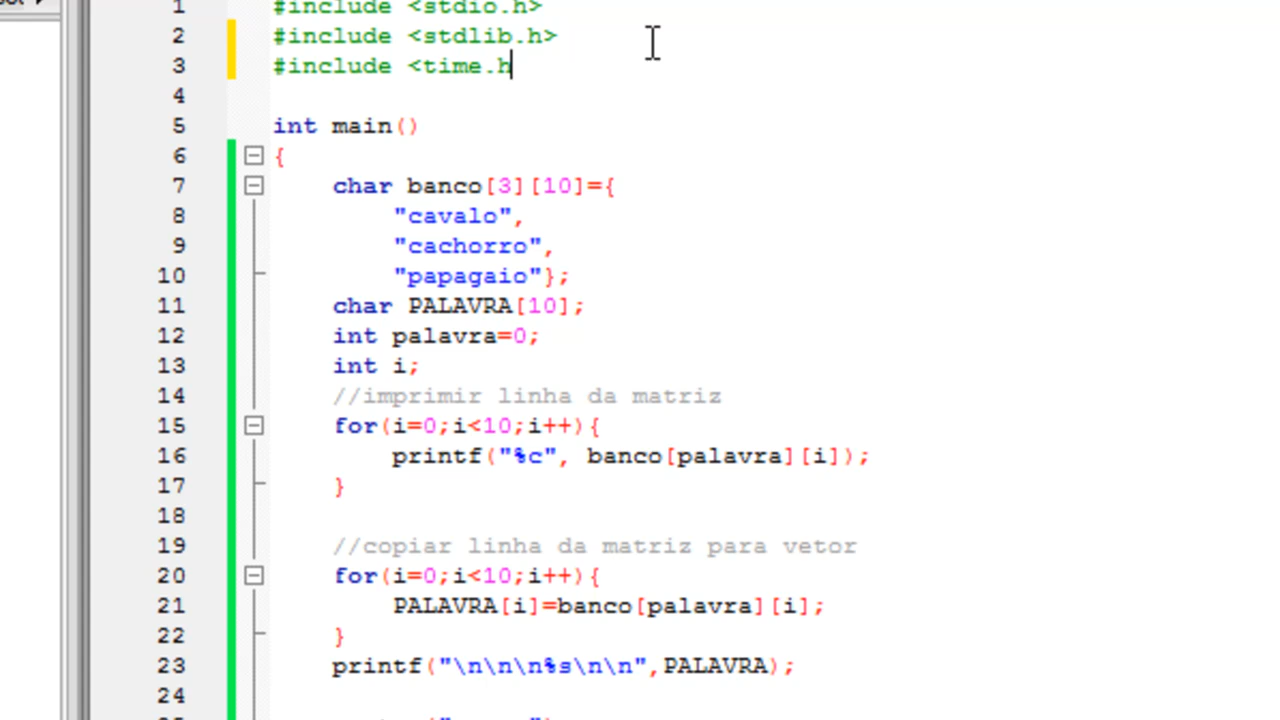 1 #include <stdio.h>
2 #include <stdlib.h>
3 #include <time.h
4
5 int main()
6 {
7 char banco[3][10]={
8 "cavalo",
9 "cachorro",
10 "papagaio"};
11 char PALAVRA[10];
12 int palavra=0;
13 int i;
14 //imprimir linha da matriz
15 for(i=0;i<10;i++){
16 printf("%c", banco[palavra][i]);
17 }
18
19 //copiar linha da matriz para vetor
20 for(i=0;i<10;i++){
21 PALAVRA[i]=banco[palavra][i];
22 }
23 printf("\n\n\n%s\n\n",PALAVRA);
24